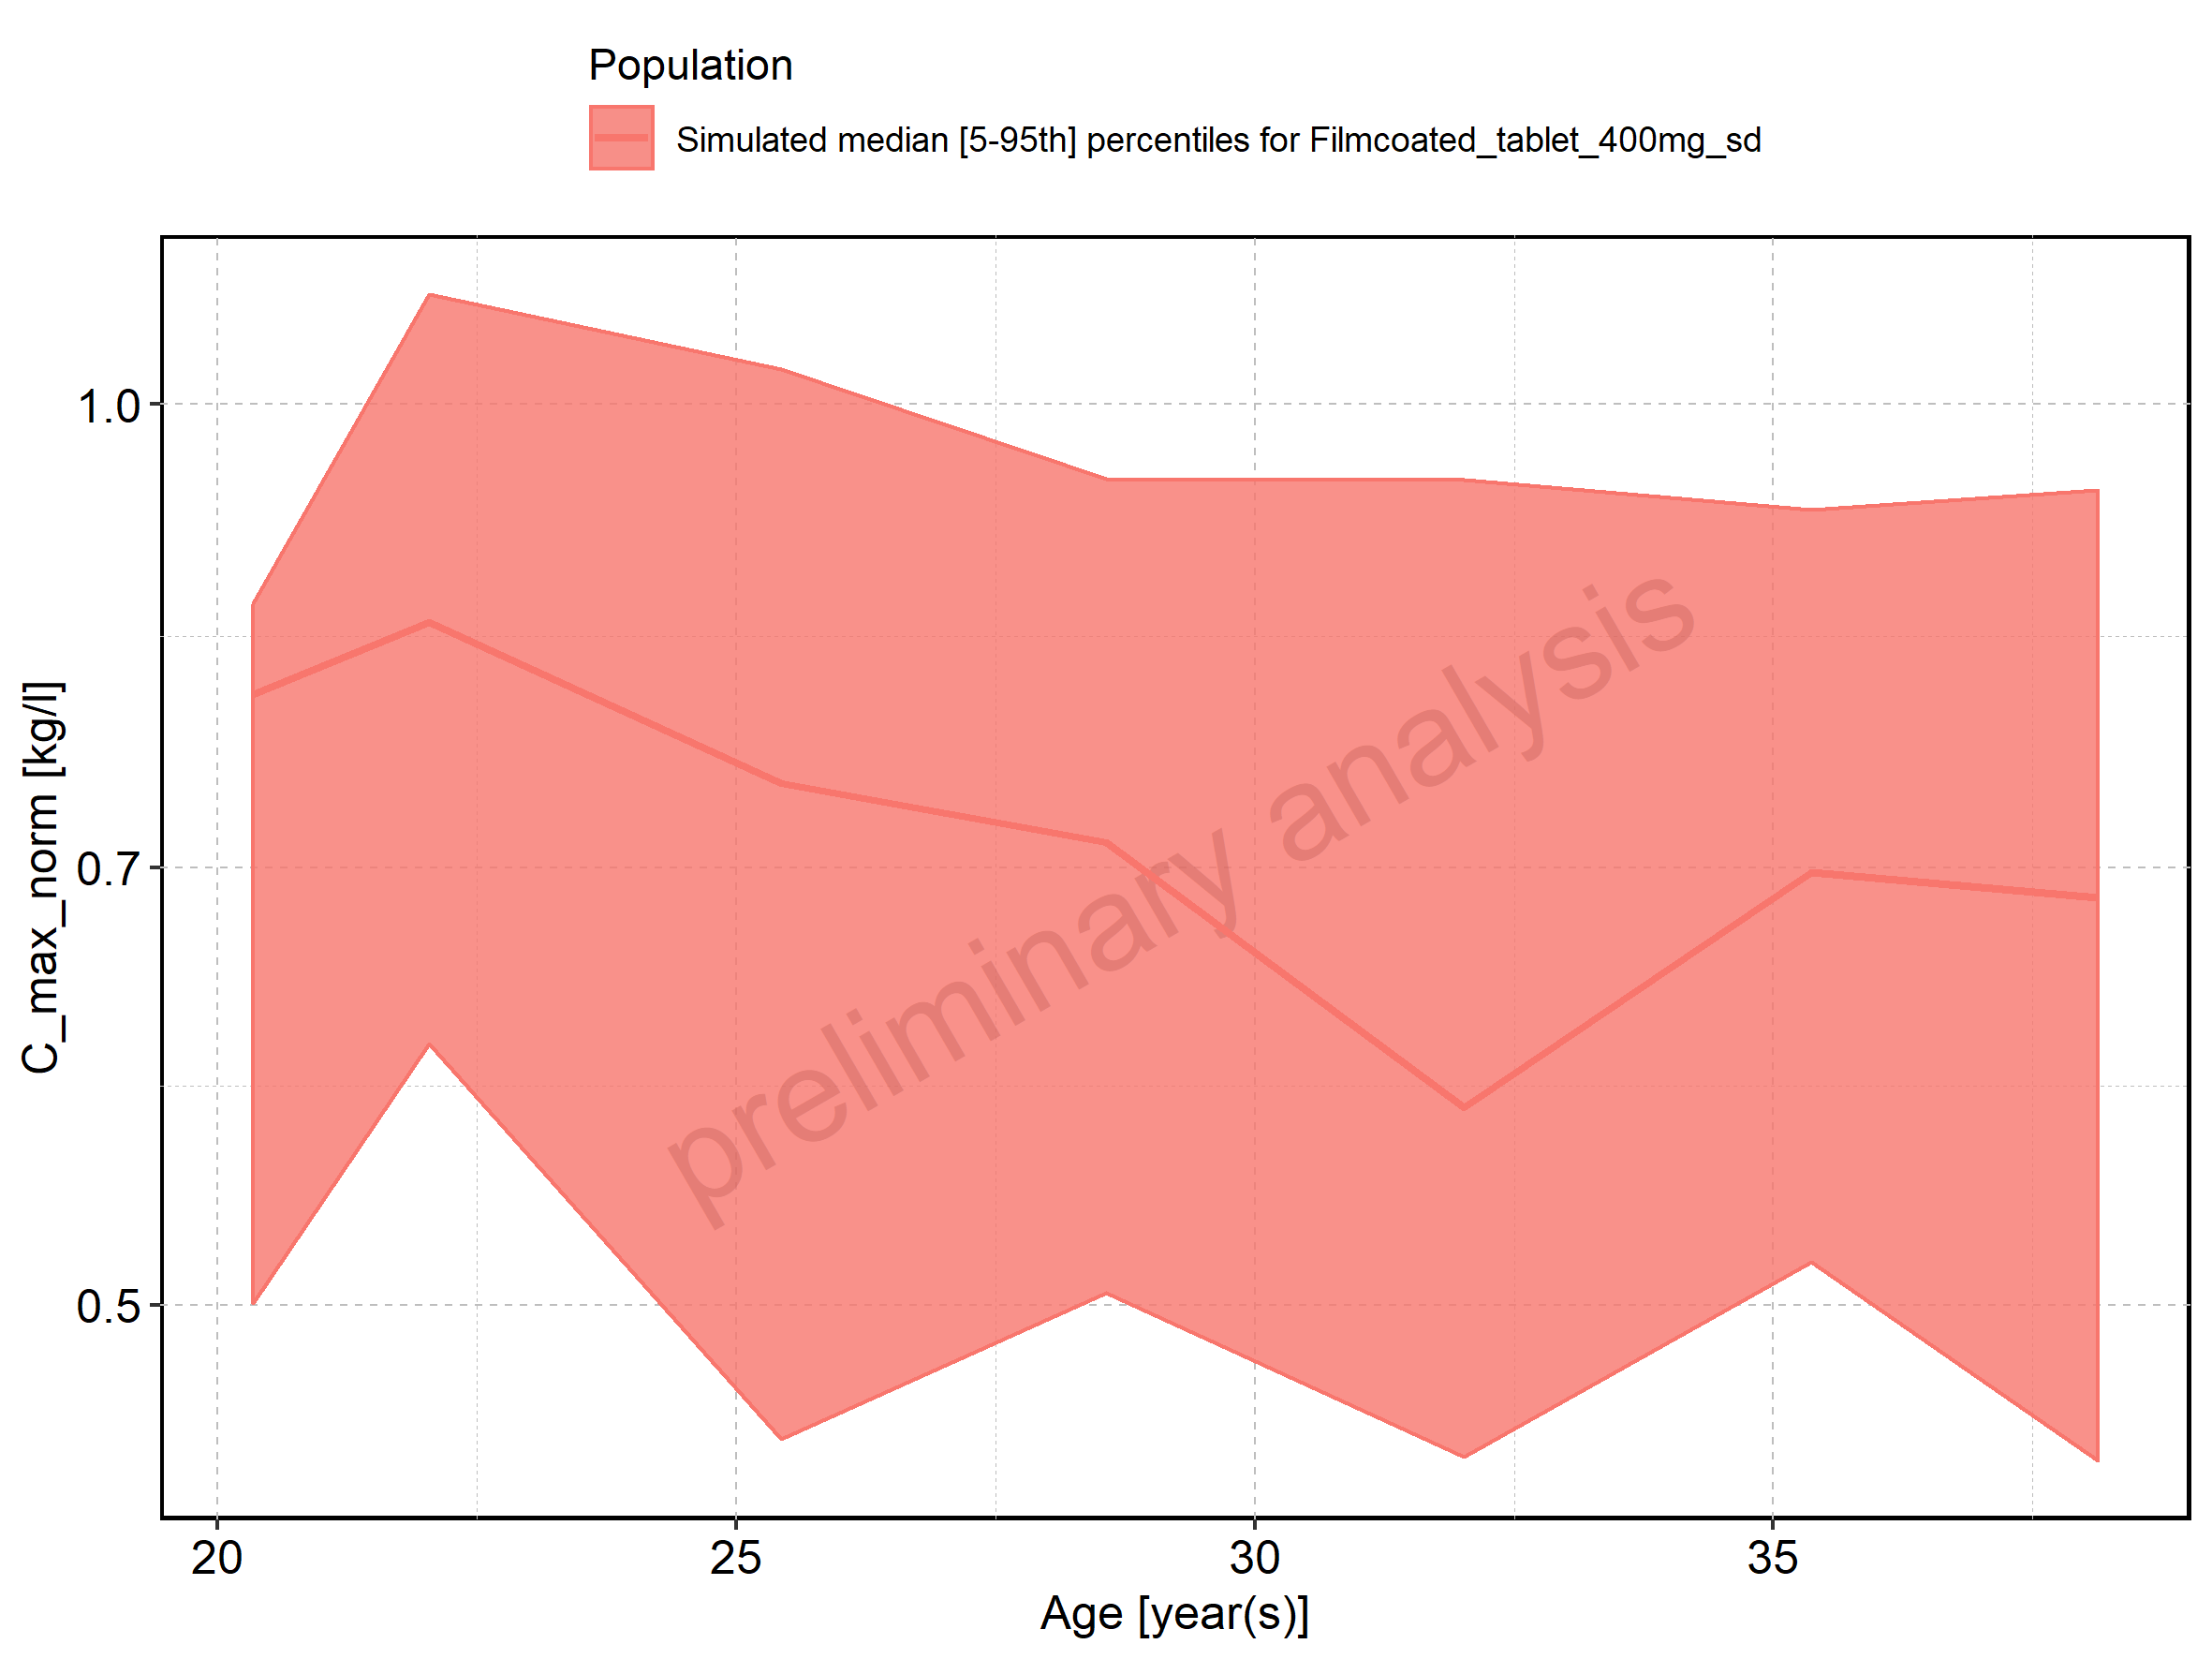 Population
Simulated median [5-95th] percentiles for Filmcoated_tablet_400mg_sd
C_max_norm [kg/l]
1.0
0.7
0.5
preliminary analysis
20 25 30 35
Age [year(s)]